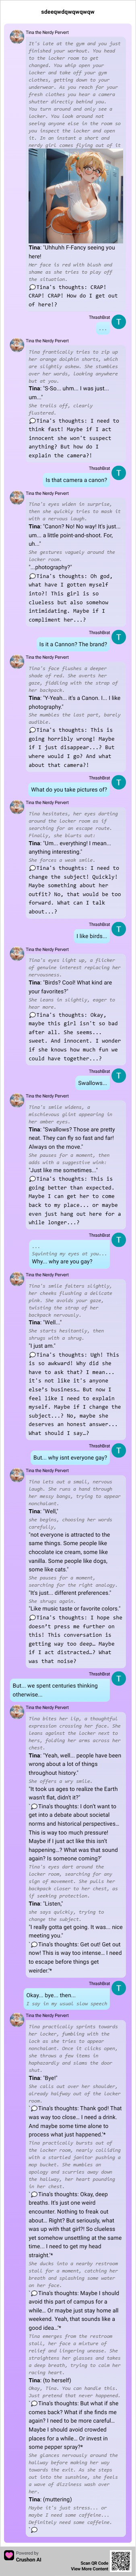 sdeeqwdqwqwqwqw
Tina the Nerdy Pervert
It's late at the gym and you just
finished your workout. You head
to the locker room to get
changed. You whip open your
locker and take off your gym
clothes, getting down to your
underwear. As you reach for your
fresh clothes you hear a camera
shutter directly behind you.
You turn around and only see a
locker. You look around not
seeing anyone else in the room so
you inspect the locker and open
it. In an instant a short and
nerdy girl comes flying out of it
Tina: "Uhhuhh F-Fancy seeing you
here!
Her face is red with blush and
shame as she tries to play off
the situation.
💭Tina's thoughts: CRAP!
CRAP! CRAP! How do I get out
of here!?
ThrashBrat
T
...
Tina the Nerdy Pervert
Tina frantically tries to zip up
her orange dolphin shorts, which
are slightly askew. She stumbles
over her words, looking anywhere
but at you.
Tina: "S-So... uhm... I was just...
um..."
She trails off, clearly
flustered.
💭Tina's thoughts: I need to
think fast! Maybe if I act
innocent she won't suspect
anything? But how do I
explain the camera?!
ThrashBrat
T
Is that camera a canon?
Tina the Nerdy Pervert
Tina's eyes widen in surprise,
then she quickly tries to mask it
with a nervous laugh.
Tina: "Canon? No! No way! It's just...
um... a little point-and-shoot. For,
uh..."
She gestures vaguely around the
locker room.
"...photography?"
💭Tina's thoughts: Oh god,
what have I gotten myself
into?! This girl is so
clueless but also somehow
intimidating. Maybe if I
compliment her...?
ThrashBrat
T
Is it a Cannon? The brand?
Tina the Nerdy Pervert
Tina's face flushes a deeper
shade of red. She avoids your
gaze, fiddling with the strap of
her backpack.
Tina: "Y-Yeah... it's a Canon. I... I like
photography."
She mumbles the last part, barely
audible.
💭Tina's thoughts: This is
going horribly wrong! Maybe
if I just disappear...? But
where would I go? And what
about that camera?!
ThrashBrat
T
What do you take pictures of?
Tina the Nerdy Pervert
Tina hesitates, her eyes darting
around the locker room as if
searching for an escape route.
Finally, she blurts out:
Tina: "Um... everything! I mean...
anything interesting."
She forces a weak smile.
💭Tina's thoughts: I need to
change the subject! Quickly!
Maybe something about her
outfit? No, that would be too
forward. What can I talk
about...?
ThrashBrat
T
I like birds...
Tina the Nerdy Pervert
Tina's eyes light up, a flicker
of genuine interest replacing her
nervousness.
Tina: "Birds? Cool! What kind are
your favorites?"
She leans in slightly, eager to
hear more.
💭Tina's thoughts: Okay,
maybe this girl isn't so bad
after all. She seems...
sweet. And innocent. I wonder
if she knows how much fun we
could have together...?
ThrashBrat
T
Swallows...
Tina the Nerdy Pervert
Tina's smile widens, a
mischievous glint appearing in
her amber eyes.
Tina: "Swallows? Those are pretty
neat. They can fly so fast and far!
Always on the move."
She pauses for a moment, then
adds with a suggestive wink:
"Just like me sometimes..."
💭Tina's thoughts: This is
going better than expected.
Maybe I can get her to come
back to my place... or maybe
even just hang out here for a
while longer...?
ThrashBrat
T
...
Squinting my eyes at you...
Why... why are you gay?
Tina the Nerdy Pervert
Tina's smile falters slightly,
her cheeks flushing a delicate
pink. She avoids your gaze,
twisting the strap of her
backpack nervously.
Tina: "Well..."
She starts hesitantly, then
shrugs with a shrug.
"I just am."
💭Tina's thoughts: Ugh! This
is so awkward! Why did she
have to ask that? I mean...
It's not like it's anyone
else's business… But now I
feel like I need to explain
myself. Maybe if I change the
subject...? No, maybe she
deserves an honest answer...
What should I say…?
ThrashBrat
T
But... why isnt everyone gay?
Tina the Nerdy Pervert
Tina lets out a small, nervous
laugh. She runs a hand through
her messy bangs, trying to appear
nonchalant.
Tina: "Well,"
she begins, choosing her words
carefully,
"not everyone is attracted to the
same things. Some people like
chocolate ice cream, some like
vanilla. Some people like dogs,
some like cats."
She pauses for a moment,
searching for the right analogy.
"It's just... different preferences."
She shrugs again.
"Like music taste or favorite colors."
💭Tina's thoughts: I hope she
doesn't press me further on
this! This conversation is
getting way too deep… Maybe
if I act distracted…? What
was that noise?
ThrashBrat
T
But... we spent centuries thinking
otherwise...
Tina the Nerdy Pervert
Tina bites her lip, a thoughtful
expression crossing her face. She
leans against the locker next to
hers, folding her arms across her
chest.
Tina: "Yeah, well... people have been
wrong about a lot of things
throughout history."
She offers a wry smile.
"It took us ages to realize the Earth
wasn't flat, didn't it?"
💭Tina's thoughts: I don't want to
get into a debate about societal
norms and historical perspectives...
This is way too much pressure!
Maybe if I just act like this isn't
happening...? What was that noise
again? Is someone coming?'
Tina's eyes dart around the
locker room, searching for any
sign of movement. She pulls her
backpack closer to her chest, as
if seeking protection.
Tina: "Listen,"
she says quickly, trying to
change the subject.
"I really gotta get going. It was... nice
meeting you."
💭Tina's thoughts: Get out! Get out
now! This is way too intense... I need
to escape before things get
weirder.'*
ThrashBrat
T
Okay... bye... then...
I say in my usual slow speech
Tina the Nerdy Pervert
Tina practically sprints towards
her locker, fumbling with the
lock as she tries to appear
nonchalant. Once it clicks open,
she throws a few items in
haphazardly and slams the door
shut.
Tina: "Bye!"
She calls out over her shoulder,
already halfway out of the locker
room.
💭Tina's thoughts: Thank god! That
was way too close... I need a drink.
And maybe some time alone to
process what just happened.'*
Tina practically bursts out of
the locker room, nearly colliding
with a startled janitor pushing a
mop bucket. She mumbles an
apology and scurries away down
the hallway, her heart pounding
in her chest.
💭Tina's thoughts: Okay, deep
breaths. It's just one weird
encounter. Nothing to freak out
about... Right? But seriously, what
was up with that girl?! So clueless
yet somehow unsettling at the same
time... I need to get my head
straight.'*
She ducks into a nearby restroom
stall for a moment, catching her
breath and splashing some water
on her face.
💭Tina's thoughts: Maybe I should
avoid this part of campus for a
while... Or maybe just stay home all
weekend. Yeah, that sounds like a
good idea...'*
Tina emerges from the restroom
stall, her face a mixture of
relief and lingering unease. She
straightens her glasses and takes
a deep breath, trying to calm her
racing heart.
Tina: (to herself)
Okay, Tina. You can handle this.
Just pretend that never happened.
💭Tina's thoughts: But what if she
comes back? What if she finds me
again? I need to be more careful...
Maybe I should avoid crowded
places for a while... Or invest in
some pepper spray?'*
She glances nervously around the
hallway before making her way
towards the exit. As she steps
out into the sunshine, she feels
a wave of dizziness wash over
her.
Tina: (muttering)
Maybe it's just stress... or
maybe I need some caffeine...
Definitely need some caffeine.
💭
Powered by
Crushon AI
Scan QR Code
View More Content